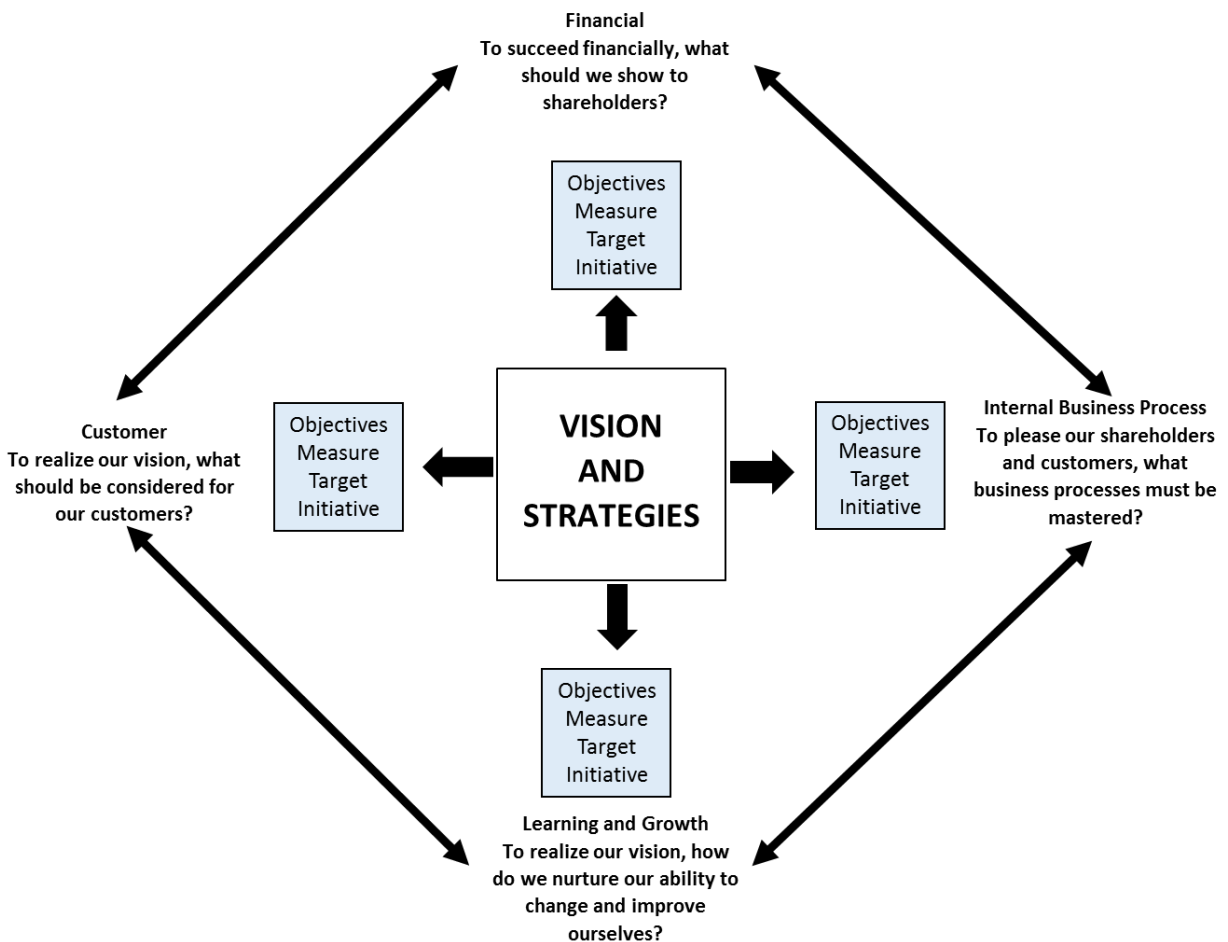 Financial
To succeed financially, what
should we show to
shareholders?
Objectives
Measure
Target
Initiative
Customer
To realize our vision, what
should be considered for
our customers?
Objectives
Measure
Target
Initiative
VISION
AND
STRATEGIES
Objectives
Measure
Target
Initiative
Internal Business Process
To please our shareholders
and customers, what
business processes must be
mastered?
Objectives
Measure
Target
Initiative
Learning and Growth
To realize our vision, how
do we nurture our ability to
change and improve
ourselves?